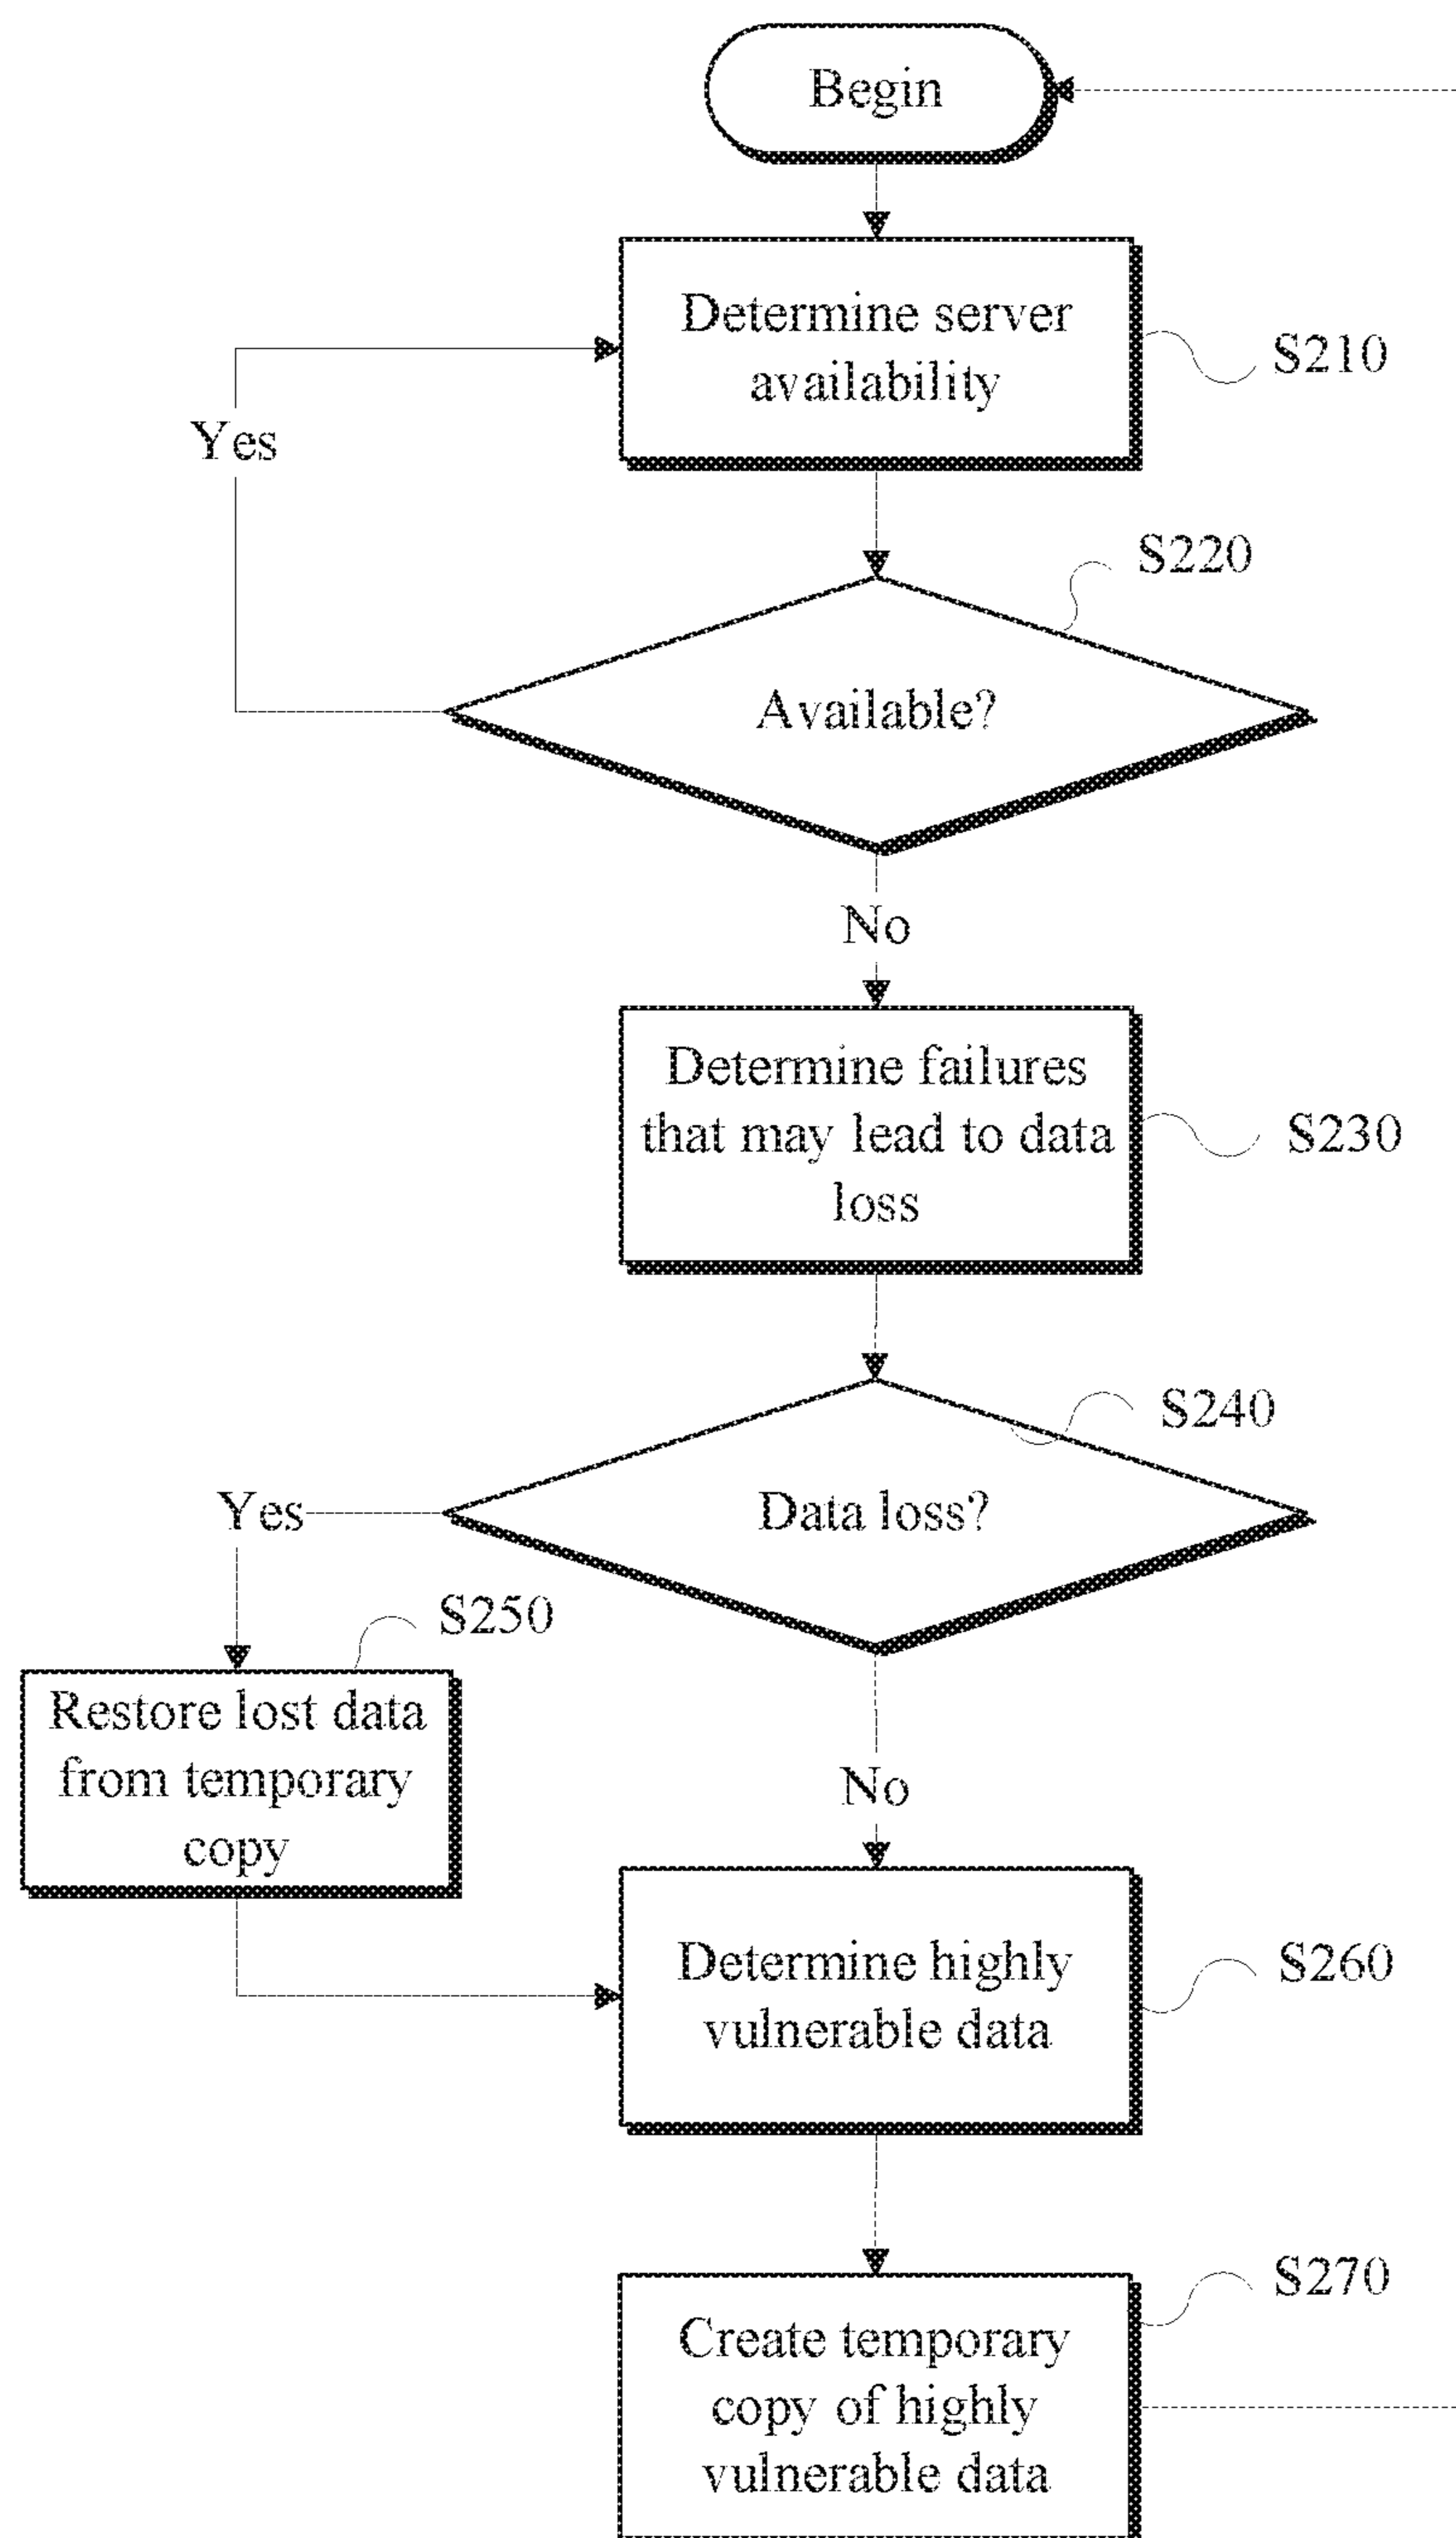 Begin
Determine server
availability
S210
Yes
S220
Available?
No
Determine failures
that may lead to data
loss
S230
S240
Data loss?
Yes
S250
Restore lost data
from temporary
copy
No
Determine highly
vulnerable data
S260
S270
Create temporary
copy of highly
vulnerable data